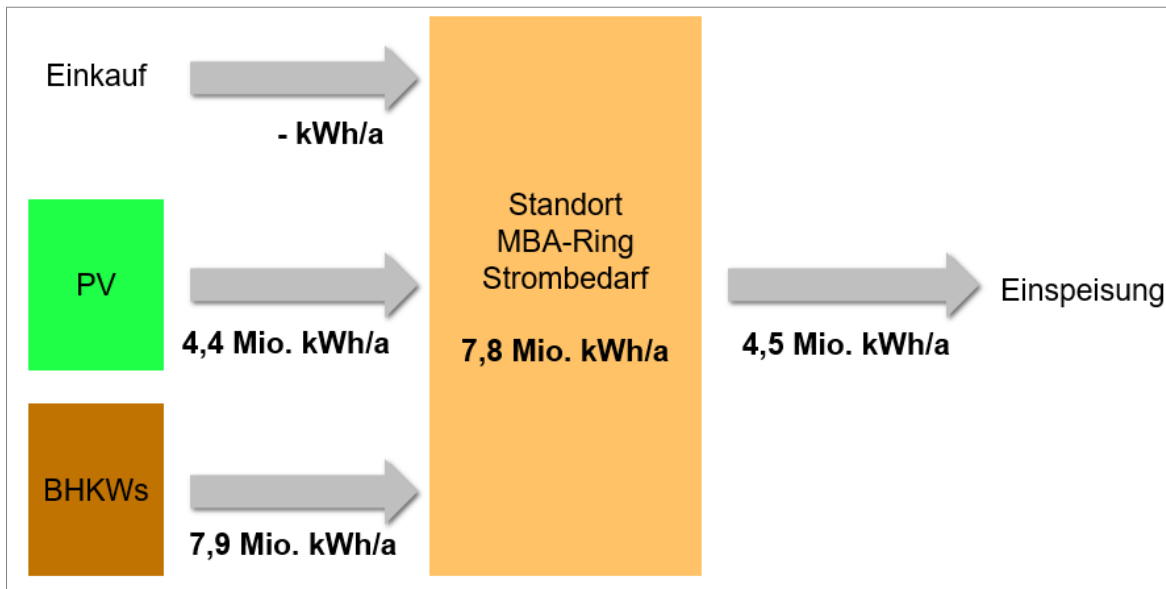 Einkauf
- kWh/a
PV
4,4 Mio. kWh/a
BHKWs
7,9 Mio. kWh/a
Standort
MBA-Ring
Strombedarf
7,8 Mio. kWh/a
4,5 Mio. kWh/a
Einspeisung